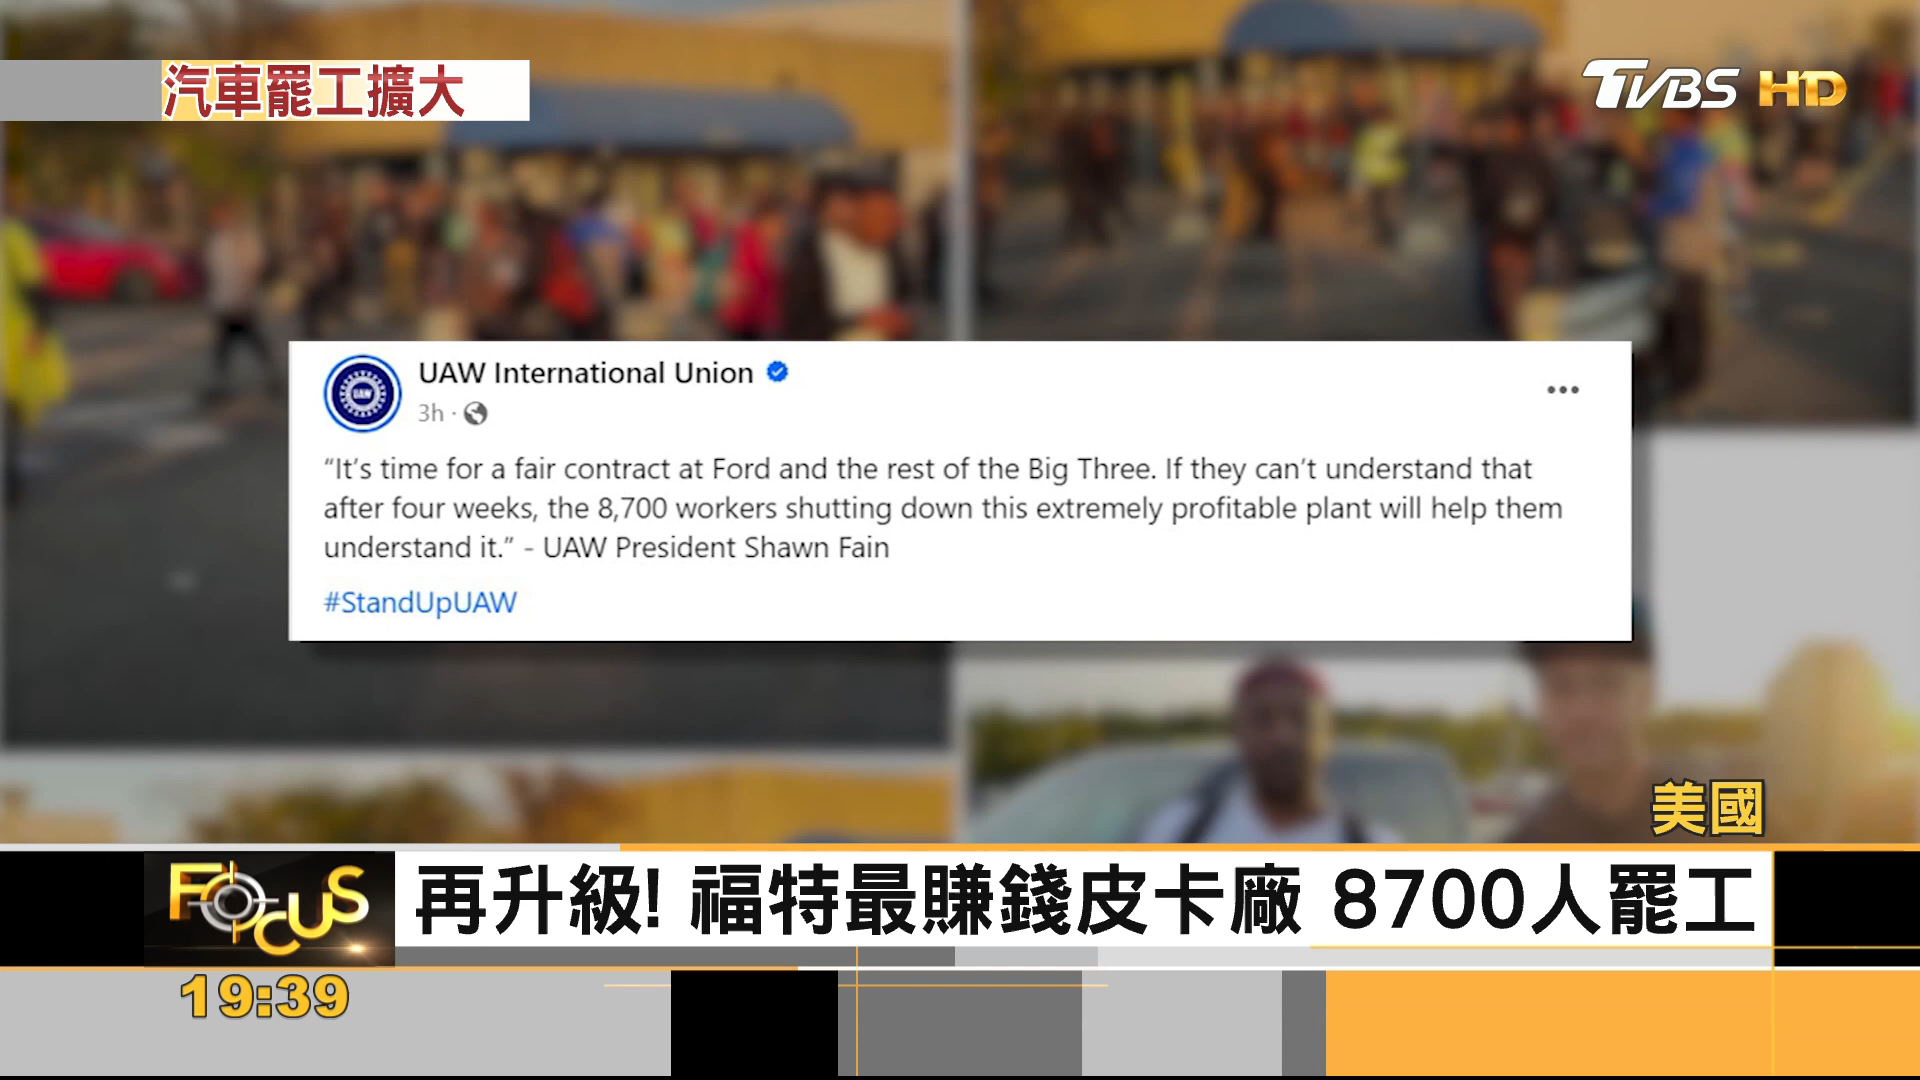 汽車罷工擴大
TVBS HD
UAW International Union
3h ·
UAW
“It’s time for a fair contract at Ford and the rest of the Big Three. If they can’t understand that
after four weeks, the 8,700 workers shutting down this extremely profitable plant will help them
understand it.” - UAW President Shawn Fain
#StandUpUAW
美國
FOCUS
再升級! 福特最賺錢皮卡廠 8700人罷工
19:39